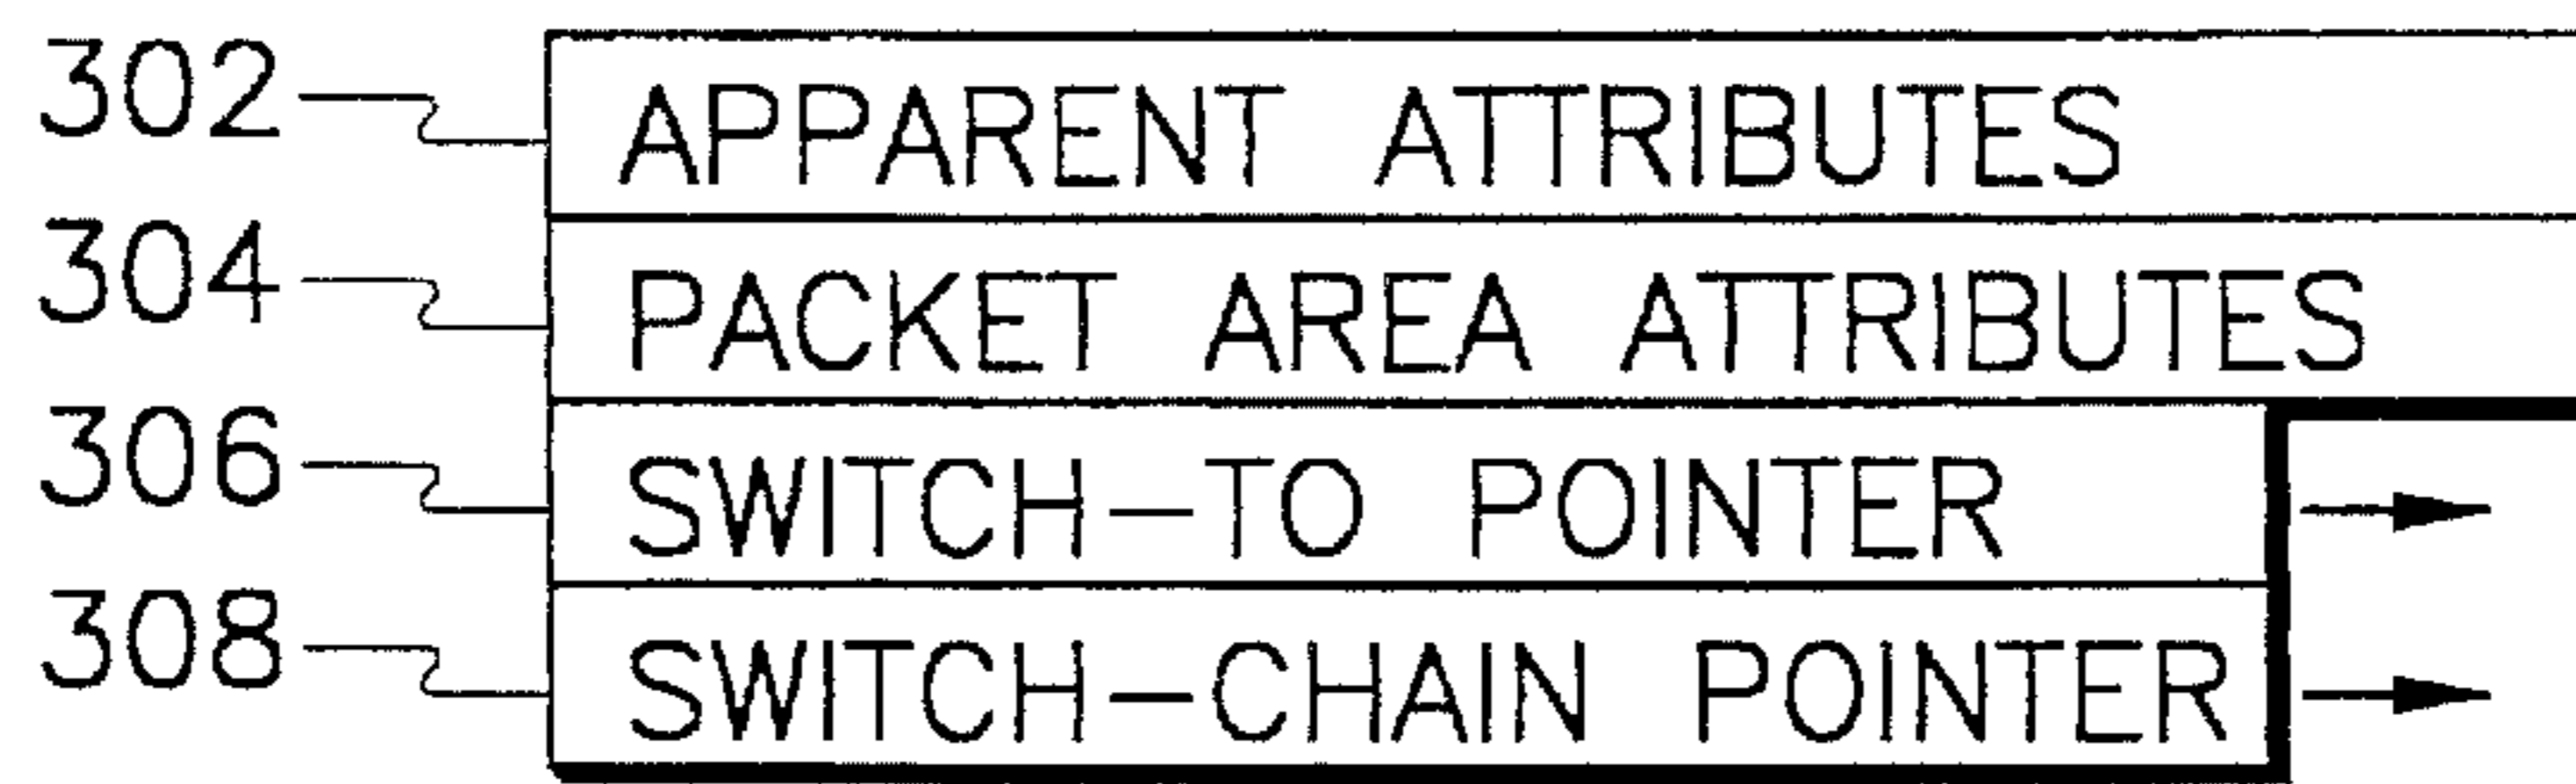 302 APPARENT ATTRIBUTES
304 PACKET AREA ATTRIBUTES
306 SWITCH-TO POINTER
308 SWITCH-CHAIN POINTER